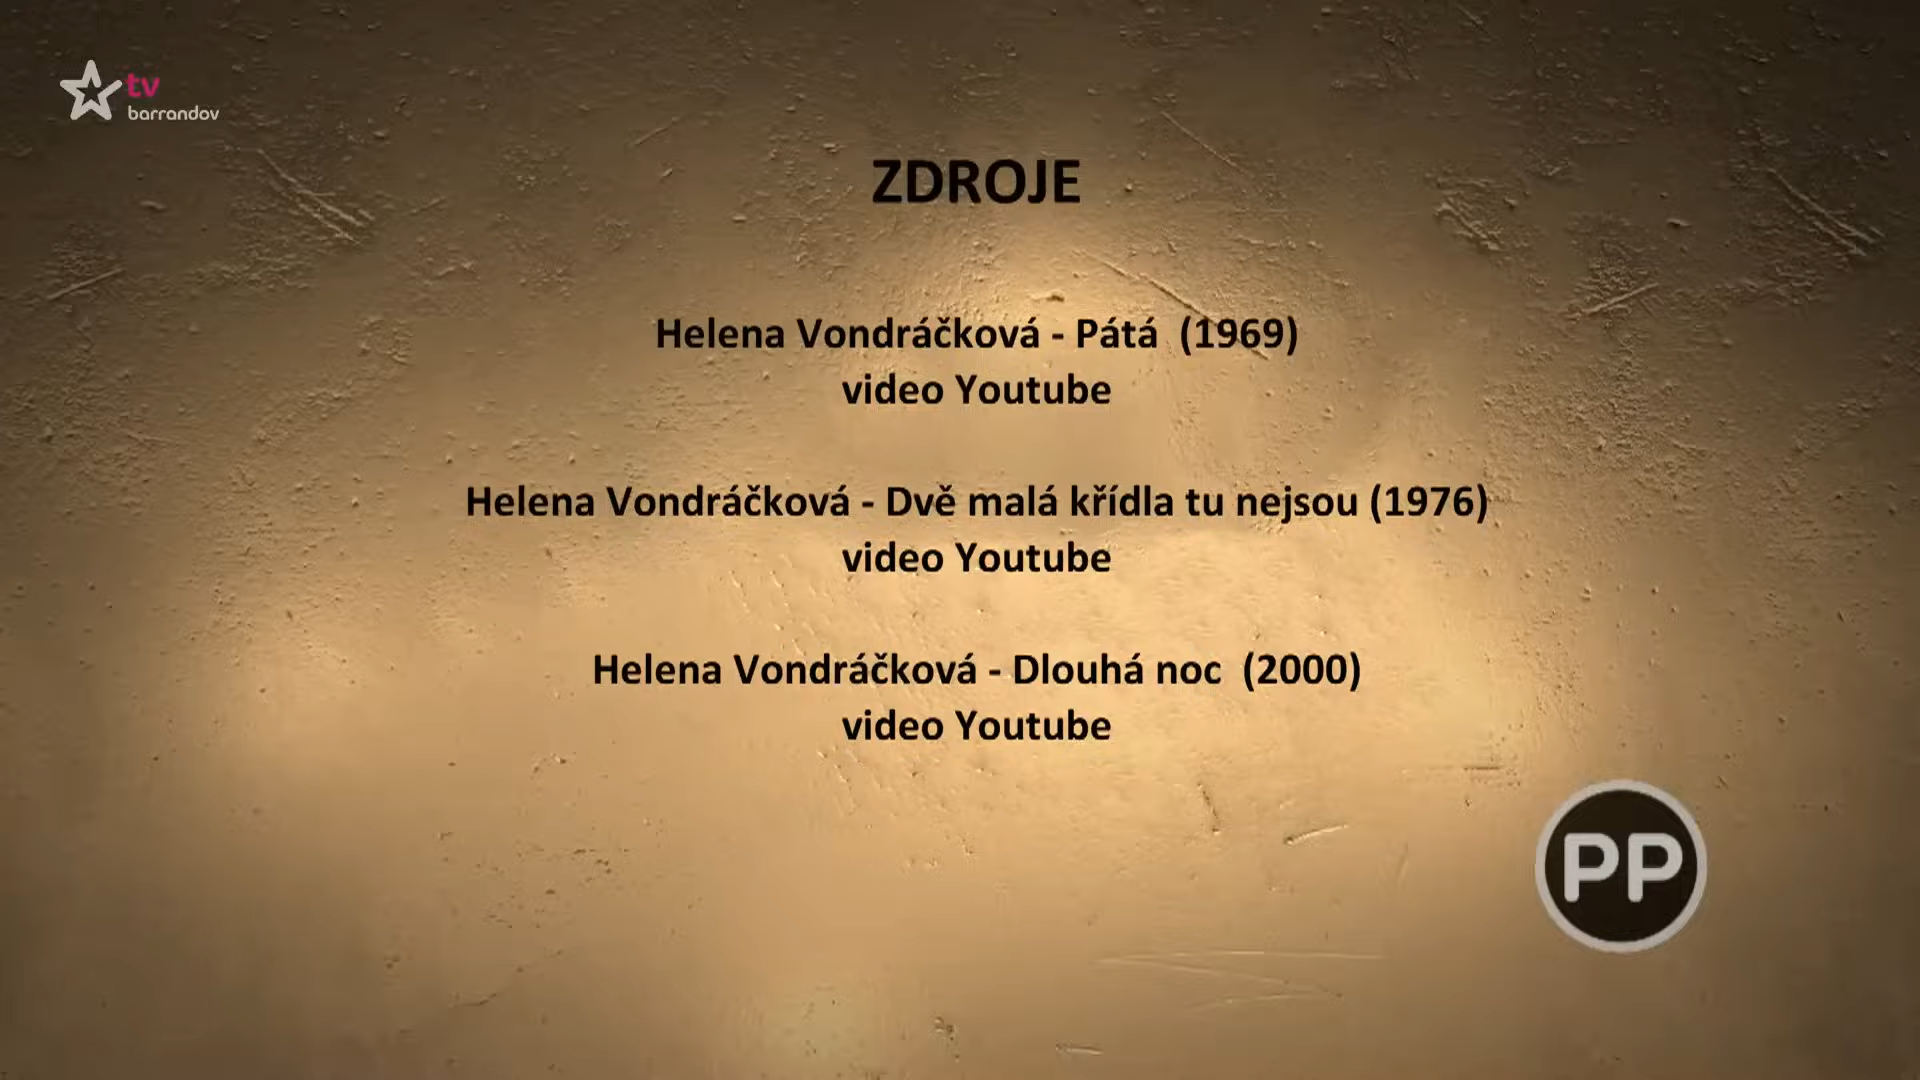 tv
barrandov
ZDROJE
Helena Vondráčková - Pátá (1969)
video Youtube
Helena Vondráčková - Dvě malá křídla tu nejsou (1976)
video Youtube
Helena Vondráčková - Dlouhá noc (2000)
video Youtube
PP